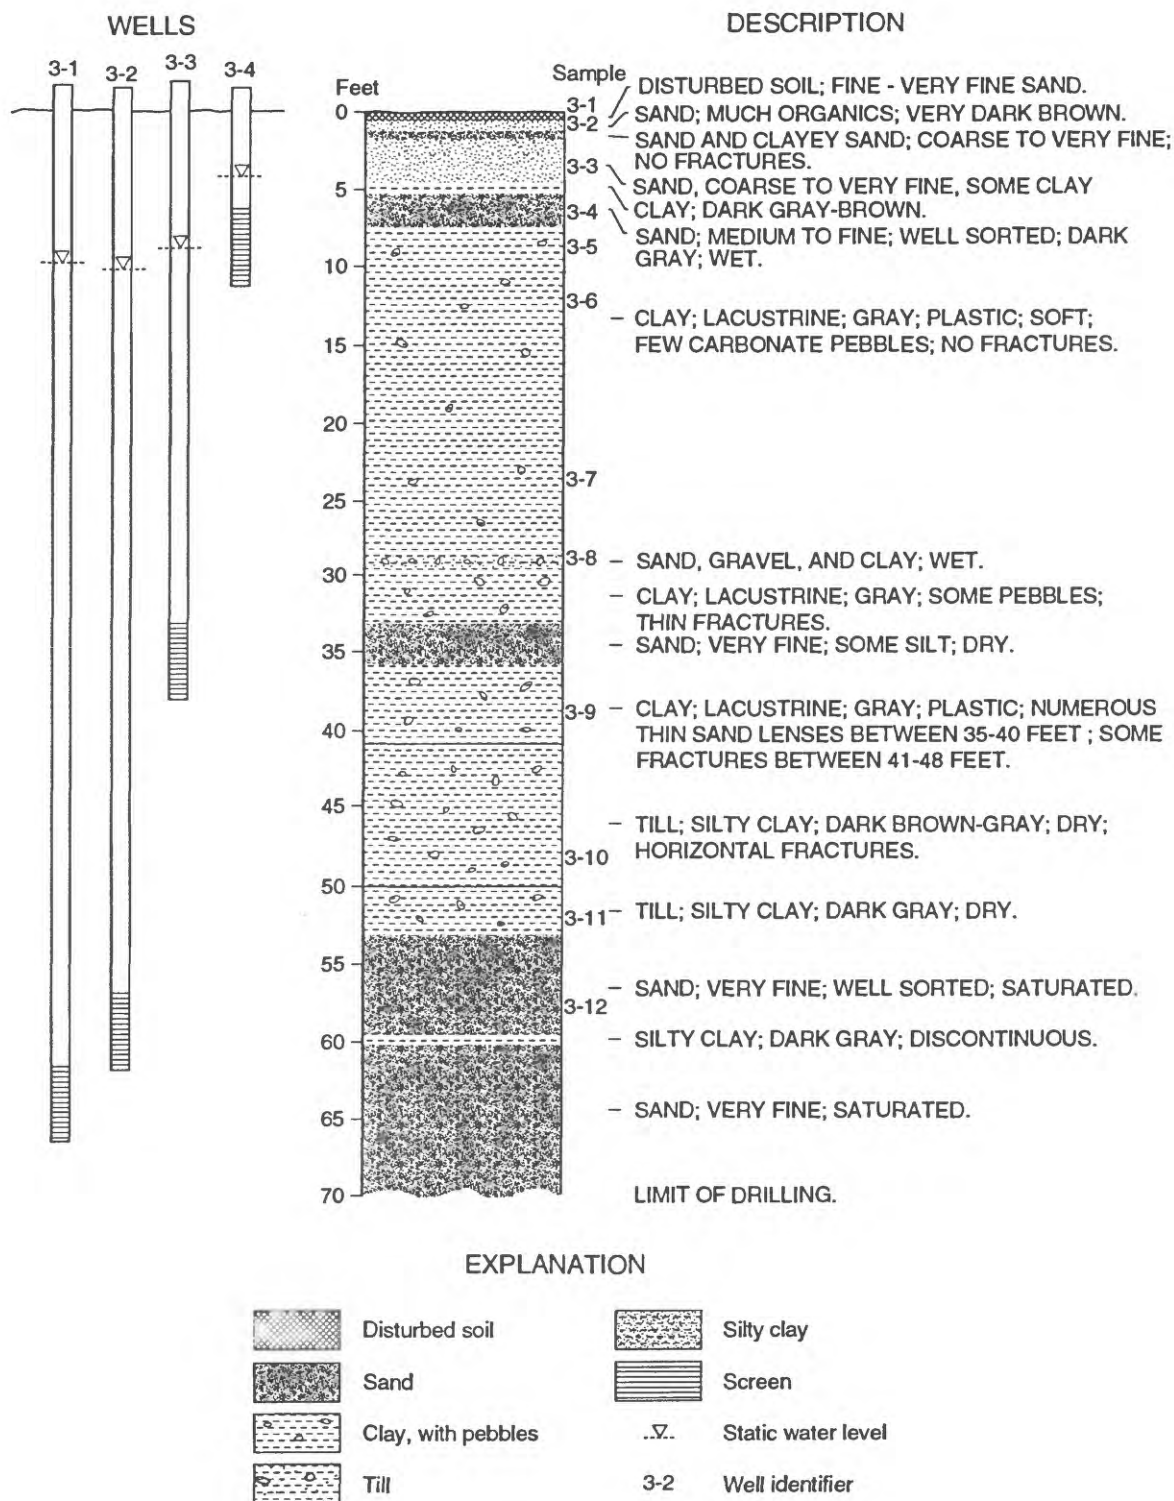 WELLS
3-1
3-2
3-3
3-4
DESCRIPTION
Feet
Sample
0
5
10
15
20
25
30
35
40
45
50
55
60
65
70
3-1
3-2
3-3
3-4
3-5
3-6
3-7
3-8
3-9
3-10
3-11
3-12
DISTURBED SOIL; FINE - VERY FINE SAND.
SAND; MUCH ORGANICS; VERY DARK BROWN.
SAND AND CLAYEY SAND; COARSE TO VERY FINE;
NO FRACTURES.
SAND, COARSE TO VERY FINE, SOME CLAY
CLAY; DARK GRAY-BROWN.
SAND; MEDIUM TO FINE; WELL SORTED; DARK
GRAY; WET.
CLAY; LACUSTRINE; GRAY; PLASTIC; SOFT;
FEW CARBONATE PEBBLES; NO FRACTURES.
SAND, GRAVEL, AND CLAY; WET.
CLAY; LACUSTRINE; GRAY; SOME PEBBLES;
THIN FRACTURES.
SAND; VERY FINE; SOME SILT; DRY.
CLAY; LACUSTRINE; GRAY; PLASTIC; NUMEROUS
THIN SAND LENSES BETWEEN 35-40 FEET ; SOME
FRACTURES BETWEEN 41-48 FEET.
TILL; SILTY CLAY; DARK BROWN-GRAY; DRY;
HORIZONTAL FRACTURES.
TILL; SILTY CLAY; DARK GRAY; DRY.
SAND; VERY FINE; WELL SORTED; SATURATED.
SILTY CLAY; DARK GRAY; DISCONTINUOUS.
SAND; VERY FINE; SATURATED.
LIMIT OF DRILLING.
EXPLANATION
Disturbed soil
Sand
Clay, with pebbles
Till
Silty clay
Screen
Static water level
3-2 Well identifier